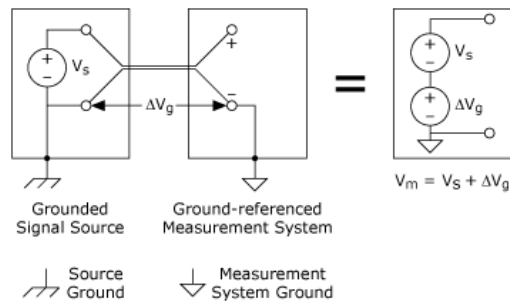 +
−
Vs
+
−
ΔVg
=
+
−
Vs
+
−
ΔVg
Vm = VS + ΔVg
Grounded
Signal Source
Ground-referenced
Measurement System
Source
Ground
Measurement
System Ground